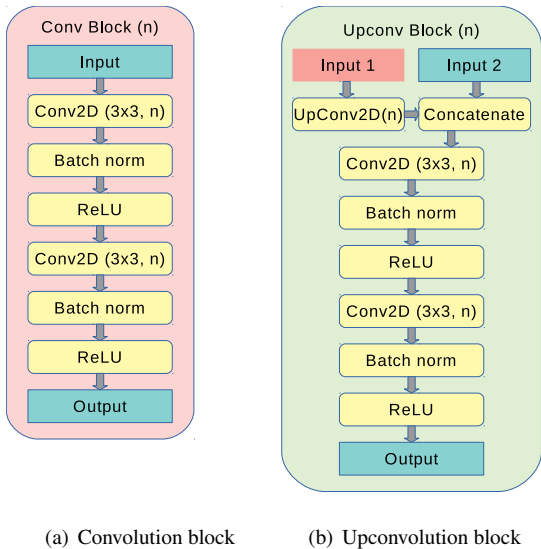 Conv Block (n)
Input
Conv2D (3x3, n)
Batch norm
ReLU
Conv2D (3x3, n)
Batch norm
ReLU
Output
(a) Convolution block
Upconv Block (n)
Input 1
Input 2
UpConv2D(n)
Concatenate
Conv2D (3x3, n)
Batch norm
ReLU
Conv2D (3x3, n)
Batch norm
ReLU
Output
(b) Upconvolution block